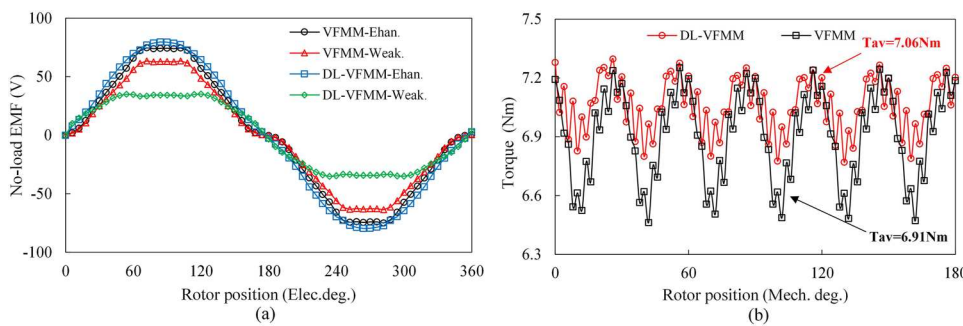 No-load EMF (V)
100
50
0
-50
-100
VFMM-Ehan.
VFMM-Weak.
DL-VFMM-Ehan.
DL-VFMM-Weak.
0 60 120 180 240 300 360
Rotor position (Elec.deg.)
(a)
Torque (Nm)
7.5
7.2
6.9
6.6
6.3
DL-VFMM VFMM
Tav=7.06Nm
Tav=6.91Nm
0 60 120 180
Rotor position (Mech. deg.)
(b)